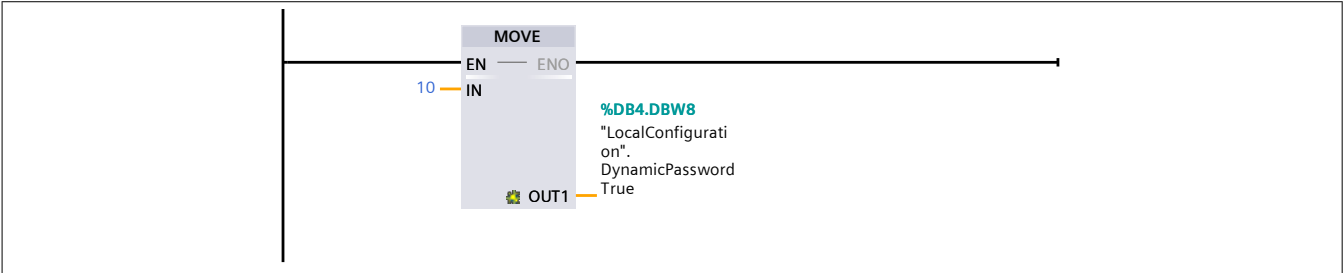 MOVE
EN ENO
10 IN
%DB4.DBW8
"LocalConfigurati
on".
DynamicPassword
True
OUT1